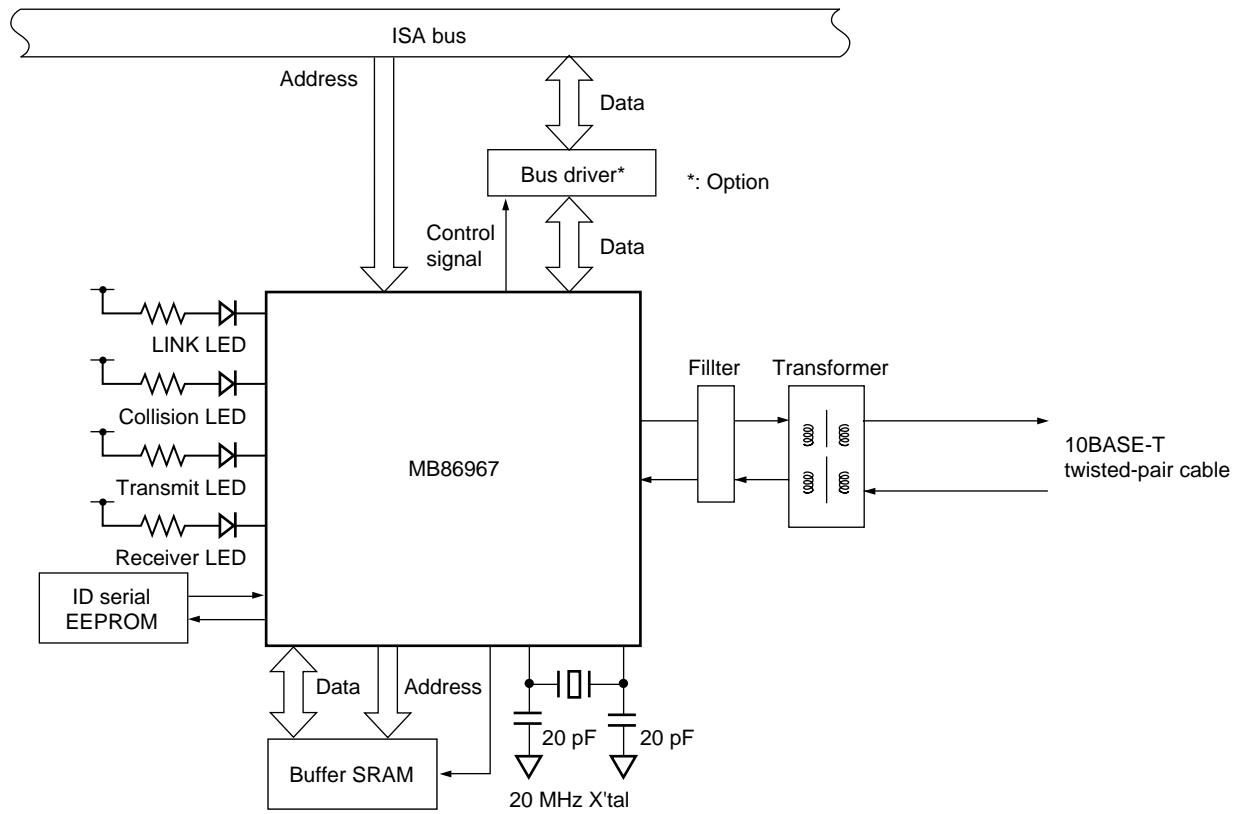 ISA bus
Address
Data
Bus driver*
*: Option
Control
signal
Data
LINK LED
Collision LED
Transmit LED
Receiver LED
MB86967
Fillter
Transformer
10BASE-T
twisted-pair cable
ID serial
EEPROM
Data
Address
20 pF
20 pF
Buffer SRAM
20 MHz X'tal